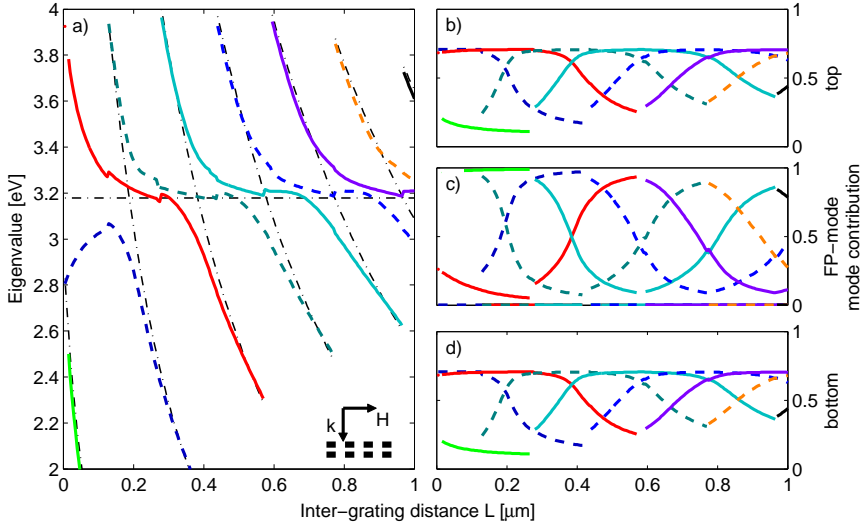 a)
Eigenvalue [eV]
4
3.8
3.6
3.4
3.2
3
2.8
2.6
2.4
2.2
2
0
0.2
0.4
0.6
0.8
1
k
H
Inter-grating distance L [µm]
b)
1
0.5
0
top
c)
1
0.5
0
FP-mode
mode contribution
d)
1
0.5
0
bottom
0
0.2
0.4
0.6
0.8
1